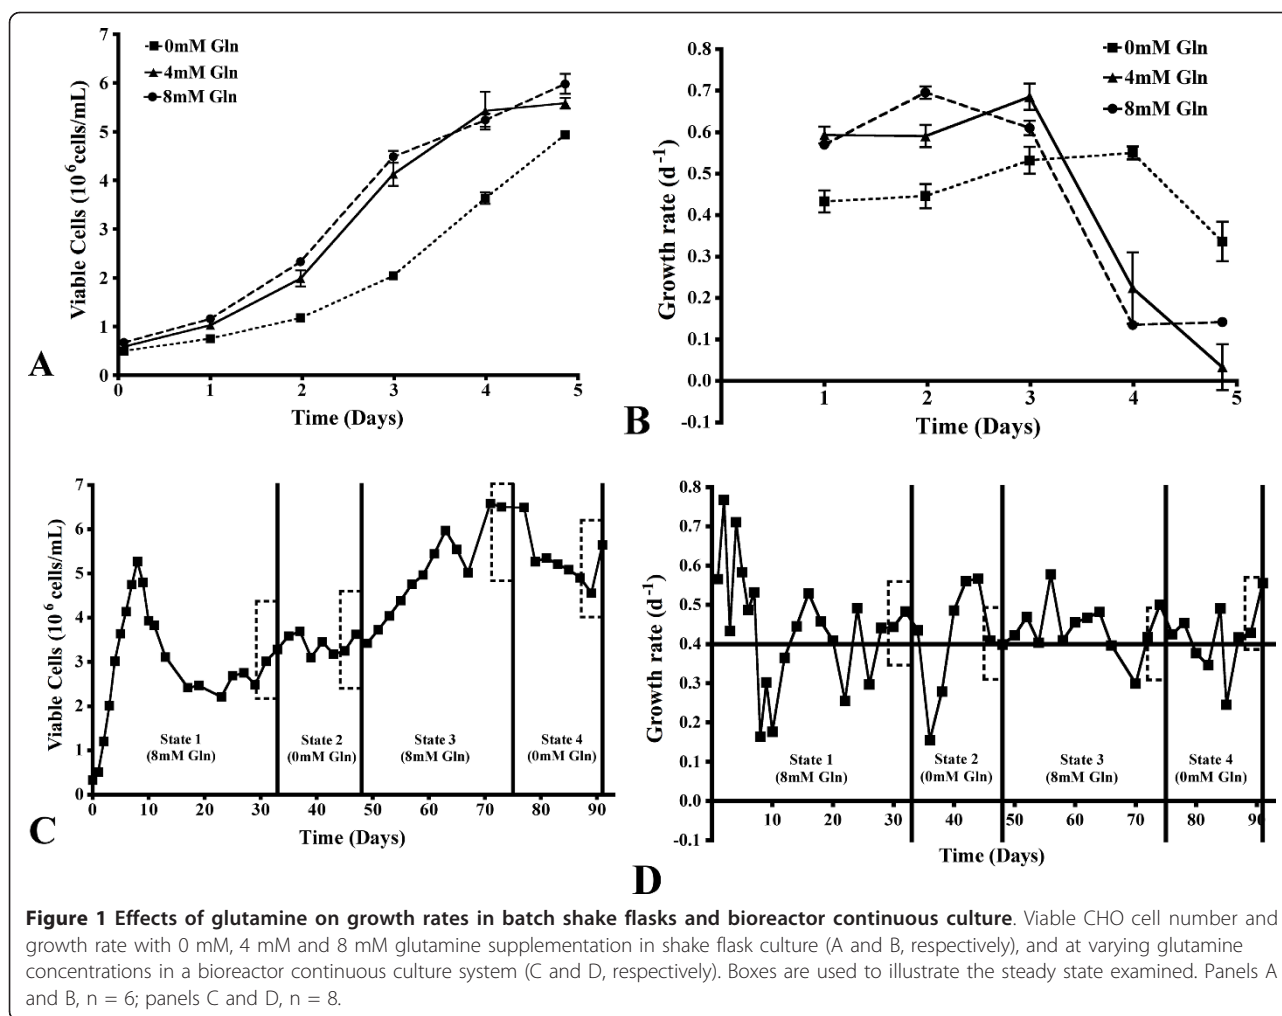 7
6
5
4
3
2
1
0
Viable Cells (10^6 cells/mL)
0mM Gln
4mM Gln
8mM Gln
0
1
2
3
4
5
Time (Days)
A
0.8
0.7
0.6
0.5
0.4
0.3
0.2
0.1
0.0
-0.1
Growth rate (d^-1)
0mM Gln
4mM Gln
8mM Gln
1
2
3
4
5
Time (Days)
B
7
6
5
4
3
2
1
0
Viable Cells (10^6 cells/mL)
State 1
(8mM Gln)
State 2
(0mM Gln)
State 3
(8mM Gln)
State 4
(0mM Gln)
0
10
20
30
40
50
60
70
80
90
Time (Days)
C
0.8
0.7
0.6
0.5
0.4
0.3
0.2
0.1
0.0
-0.1
Growth rate (d^-1)
State 1
(8mM Gln)
State 2
(0mM Gln)
State 3
(8mM Gln)
State 4
(0mM Gln)
10
20
30
40
50
60
70
80
90
Time (Days)
D
Figure 1 Effects of glutamine on growth rates in batch shake flasks and bioreactor continuous culture. Viable CHO cell number and
growth rate with 0 mM, 4 mM and 8 mM glutamine supplementation in shake flask culture (A and B, respectively), and at varying glutamine
concentrations in a bioreactor continuous culture system (C and D, respectively). Boxes are used to illustrate the steady state examined. Panels A
and B, n = 6; panels C and D, n = 8.